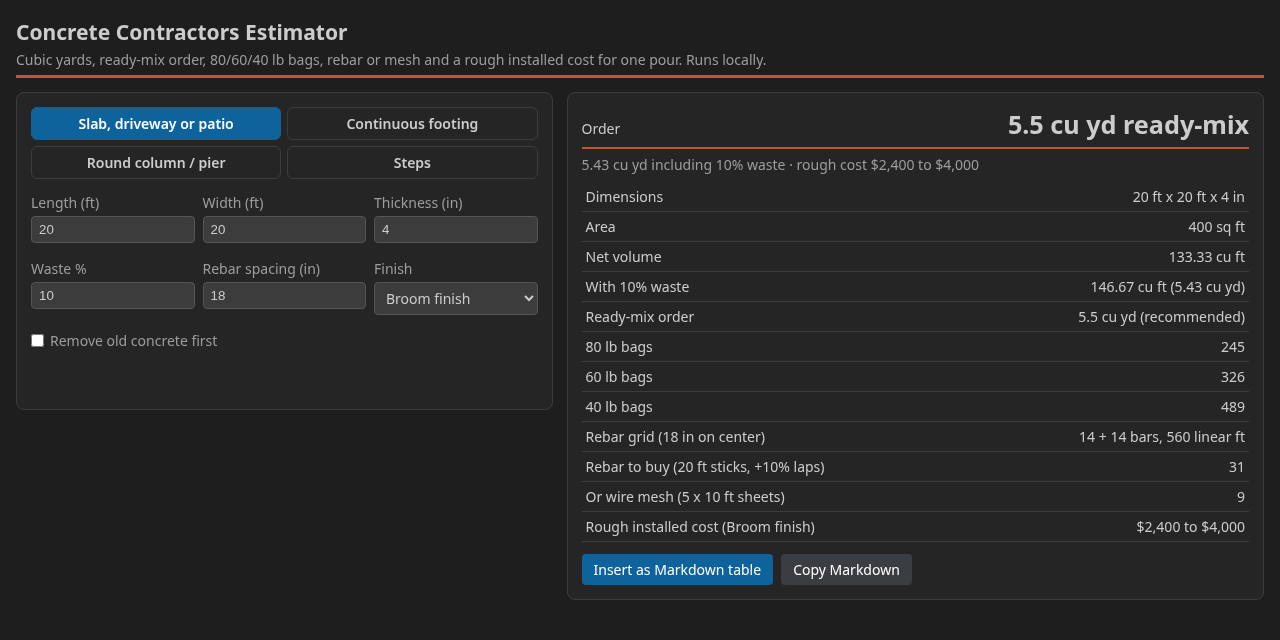 Concrete Contractors Estimator
Cubic yards, ready-mix order, 80/60/40 lb bags, rebar or mesh and a rough installed cost for one pour. Runs locally.
Slab, driveway or patio
Continuous footing
Round column / pier
Steps
Length (ft)
Width (ft)
Thickness (in)
20
20
4
Waste %
Rebar spacing (in)
Finish
10
18
Broom finish
Remove old concrete first
Order
5.5 cu yd ready-mix
5.43 cu yd including 10% waste · rough cost $2,400 to $4,000
Dimensions 20 ft x 20 ft x 4 in
Area 400 sq ft
Net volume 133.33 cu ft
With 10% waste 146.67 cu ft (5.43 cu yd)
Ready-mix order 5.5 cu yd (recommended)
80 lb bags 245
60 lb bags 326
40 lb bags 489
Rebar grid (18 in on center) 14 + 14 bars, 560 linear ft
Rebar to buy (20 ft sticks, +10% laps) 31
Or wire mesh (5 x 10 ft sheets) 9
Rough installed cost (Broom finish) $2,400 to $4,000
Insert as Markdown table
Copy Markdown